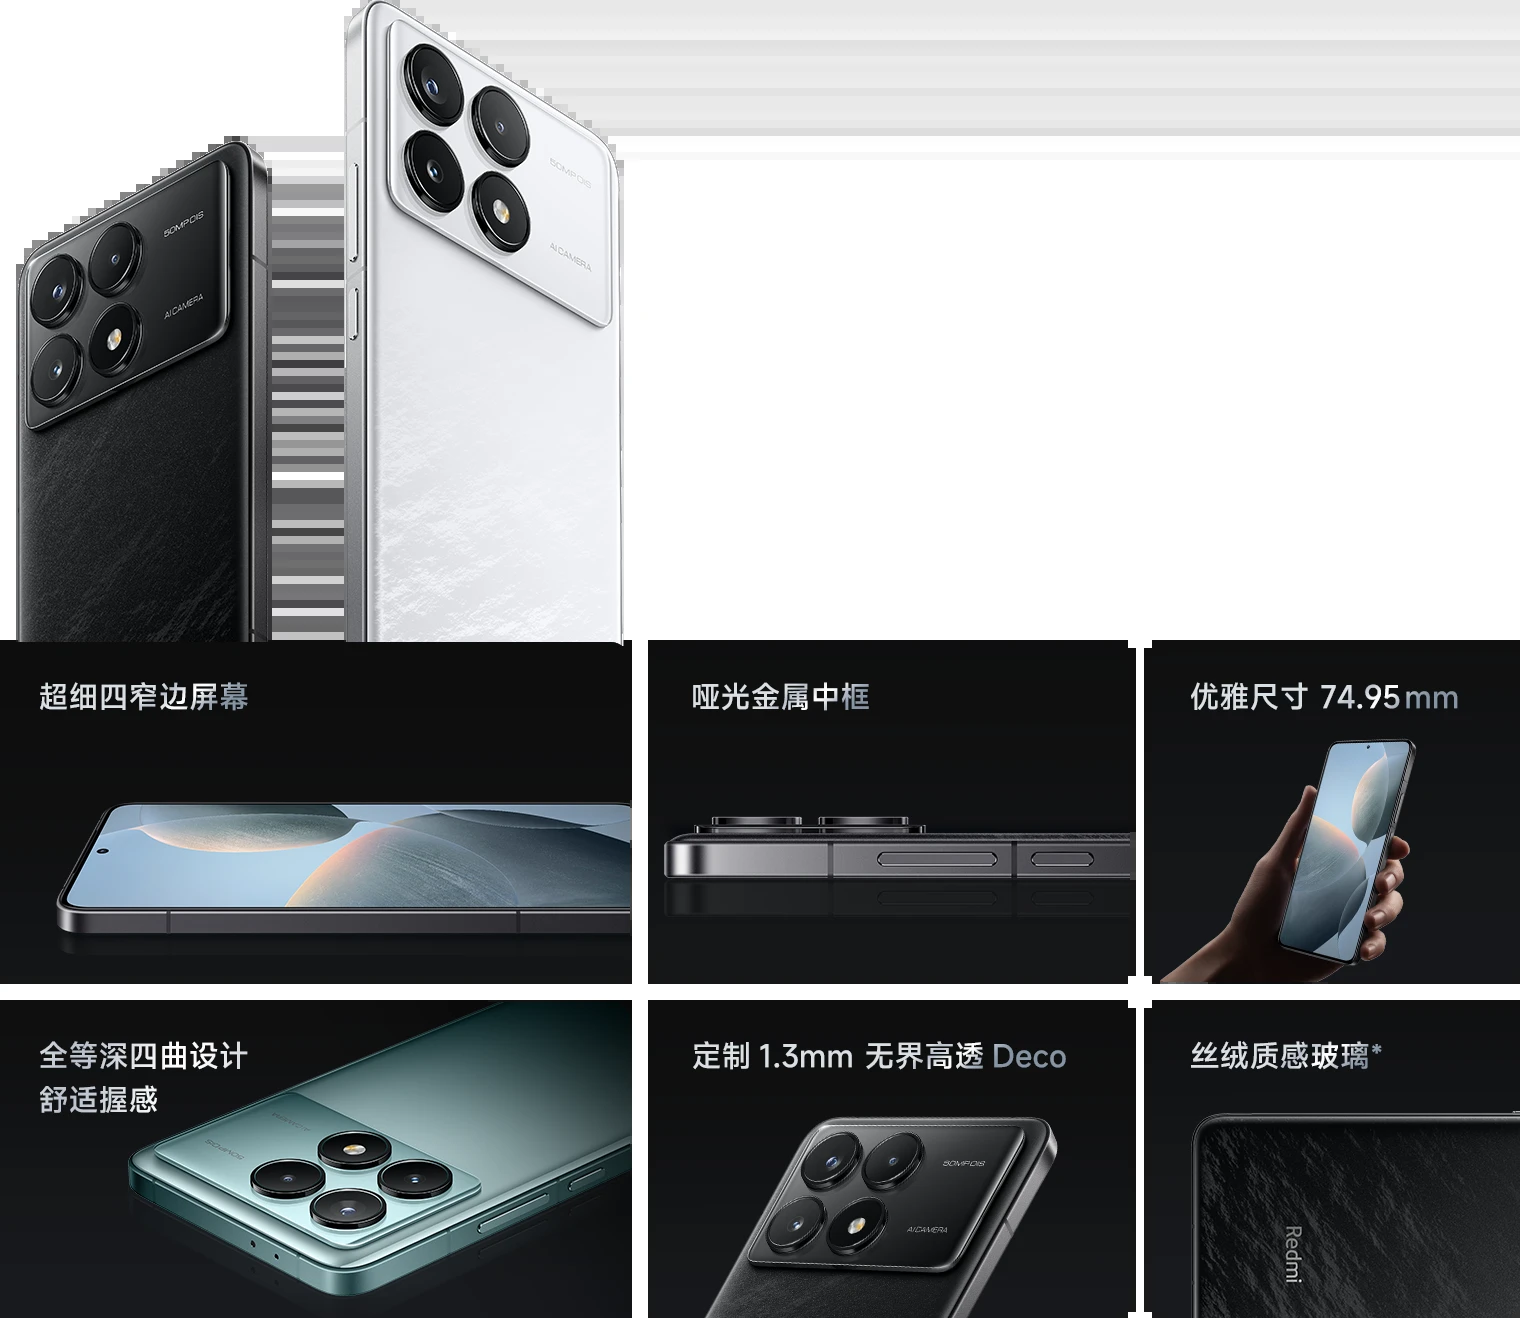 50MP OIS
AI CAMERA
50MP OIS
AI CAMERA
超细四窄边屏幕
哑光金属中框
优雅尺寸 74.95mm
全等深四曲设计
舒适握感
定制 1.3mm 无界高透 Deco
丝绒质感玻璃*
50MP OIS
AI CAMERA
50MP OIS
AI CAMERA
Redmi